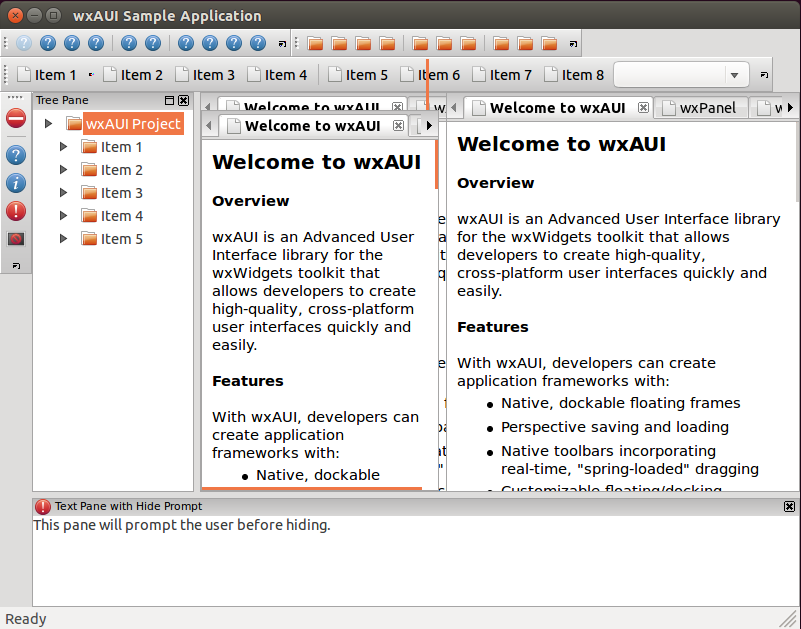 wxAUI Sample Application
Item 1
Item 2
Item 3
Item 4
Item 5
Item 6
Item 7
Item 8
Tree Pane
wxAUI Project
Item 1
Item 2
Item 3
Item 4
Item 5
Welcome to wxAUI
Welcome to wxAUI
Welcome to wxAUI
Overview
wxAUI is an Advanced User
Interface library for the
wxWidgets toolkit that
allows developers to create
high-quality, cross-platform
user interfaces quickly and
easily.
Features
With wxAUI, developers can
create application
frameworks with:
● Native, dockable
Welcome to wxAUI
wxPanel
Welcome to wxAUI
Overview
wxAUI is an Advanced User Interface library
for the wxWidgets toolkit that allows
developers to create high-quality,
cross-platform user interfaces quickly and
easily.
Features
With wxAUI, developers can create
application frameworks with:
● Native, dockable floating frames
● Perspective saving and loading
● Native toolbars incorporating
real-time, "spring-loaded" dragging
● Customizable floating/docking
Text Pane with Hide Prompt
This pane will prompt the user before hiding.
Ready